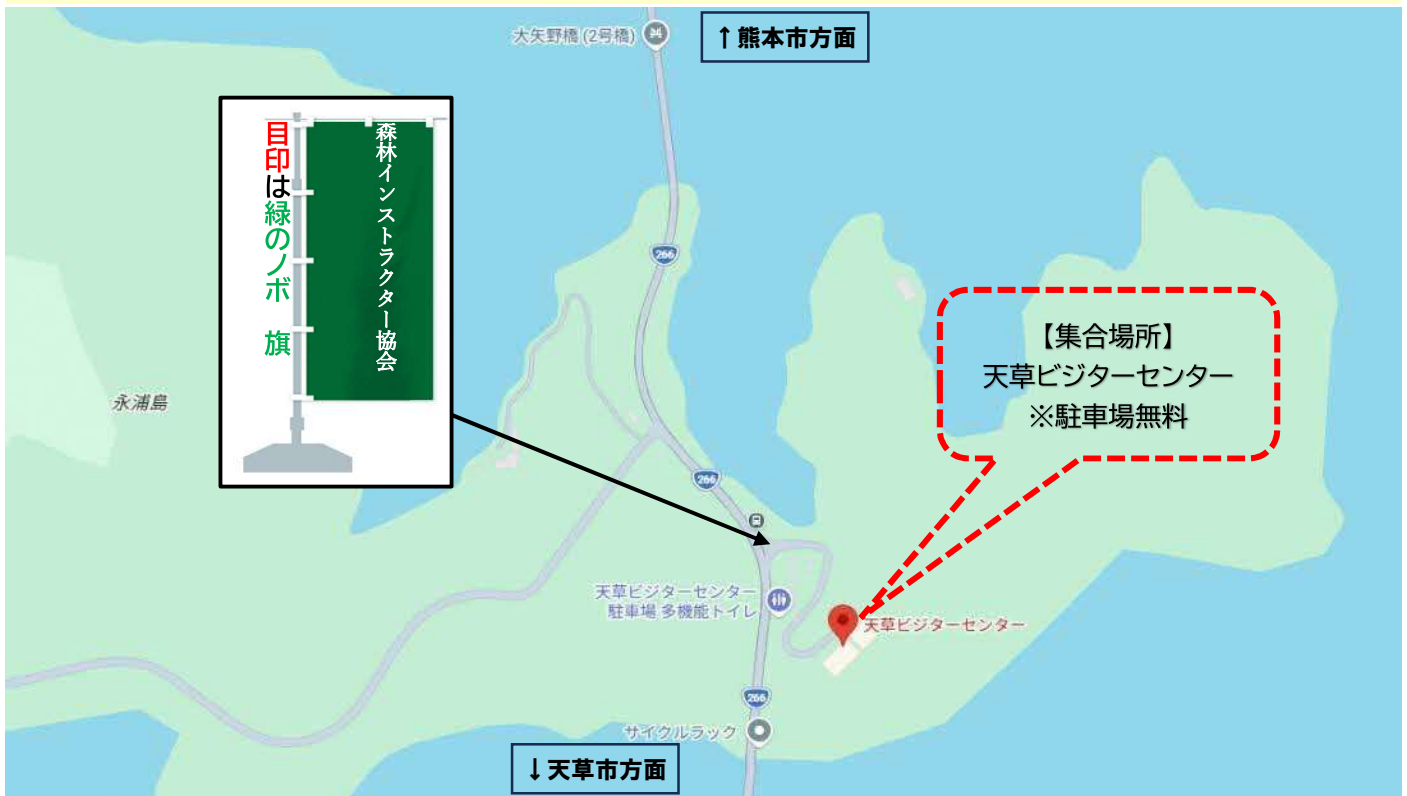 大矢野橋 (2号橋)
↑熊本市方面
目印は緑のノボ 旗
森林インストラクター協会
266
【集合場所】
天草ビジターセンター
※駐車場無料
永浦島
266
天草ビジターセンター
駐車場 多機能トイレ
天草ビジターセンター
266
サイクルラック
↓天草市方面